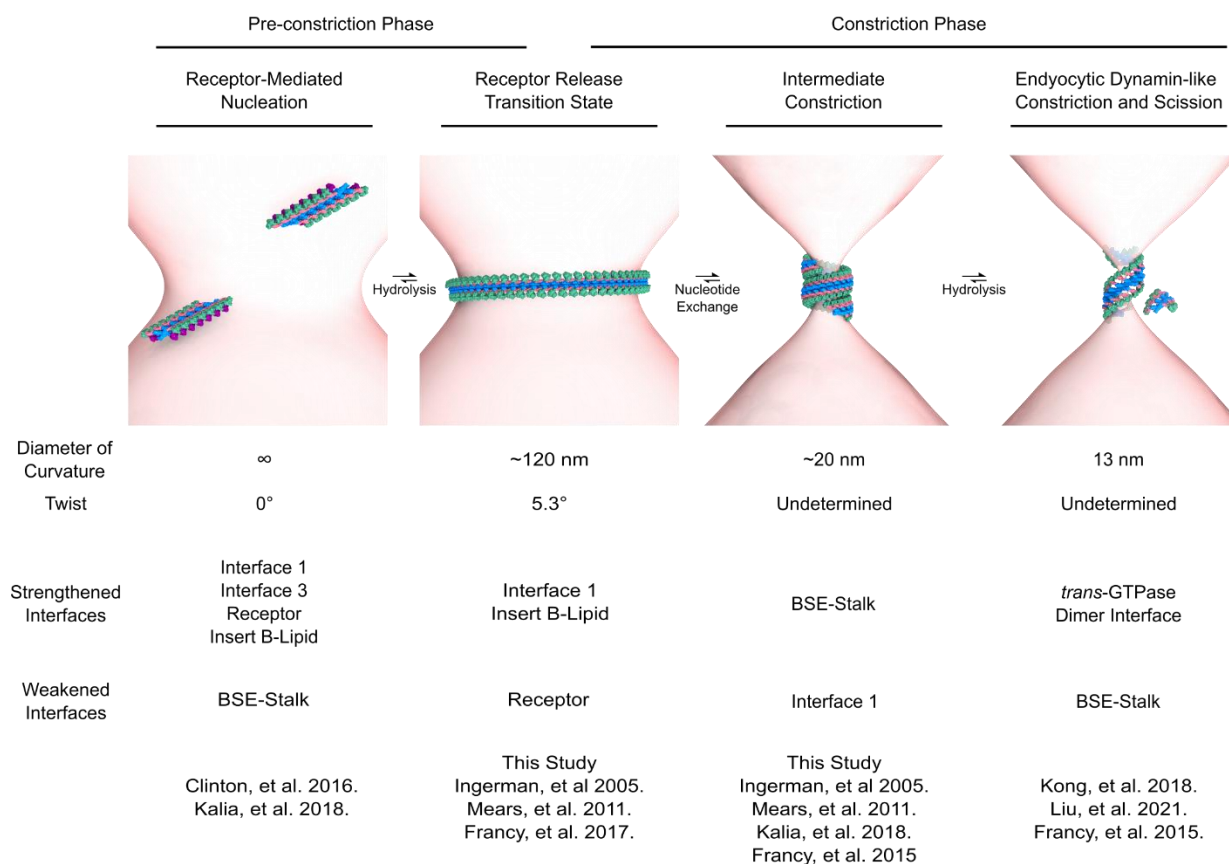 Pre-constriction Phase
Constriction Phase
Receptor-Mediated
Nucleation
Receptor Release
Transition State
Intermediate
Constriction
Endyocytic Dynamin-like
Constriction and Scission
Hydrolysis
Nucleotide
Exchange
Hydrolysis
Diameter of
Curvature
∞
~120 nm
~20 nm
13 nm
Twist
0°
5.3°
Undetermined
Undetermined
Strengthened
Interfaces
Interface 1
Interface 3
Receptor
Insert B-Lipid
Interface 1
Insert B-Lipid
BSE-Stalk
trans-GTPase
Dimer Interface
Weakened
Interfaces
BSE-Stalk
Receptor
Interface 1
BSE-Stalk
Clinton, et al. 2016.
Kalia, et al. 2018.
This Study
Ingerman, et al 2005.
Mears, et al. 2011.
Francy, et al. 2017.
This Study
Ingerman, et al. 2005.
Mears, et al. 2011.
Kalia, et al. 2018.
Francy, et al. 2015
Kong, et al. 2018.
Liu, et al. 2021.
Francy, et al. 2015.